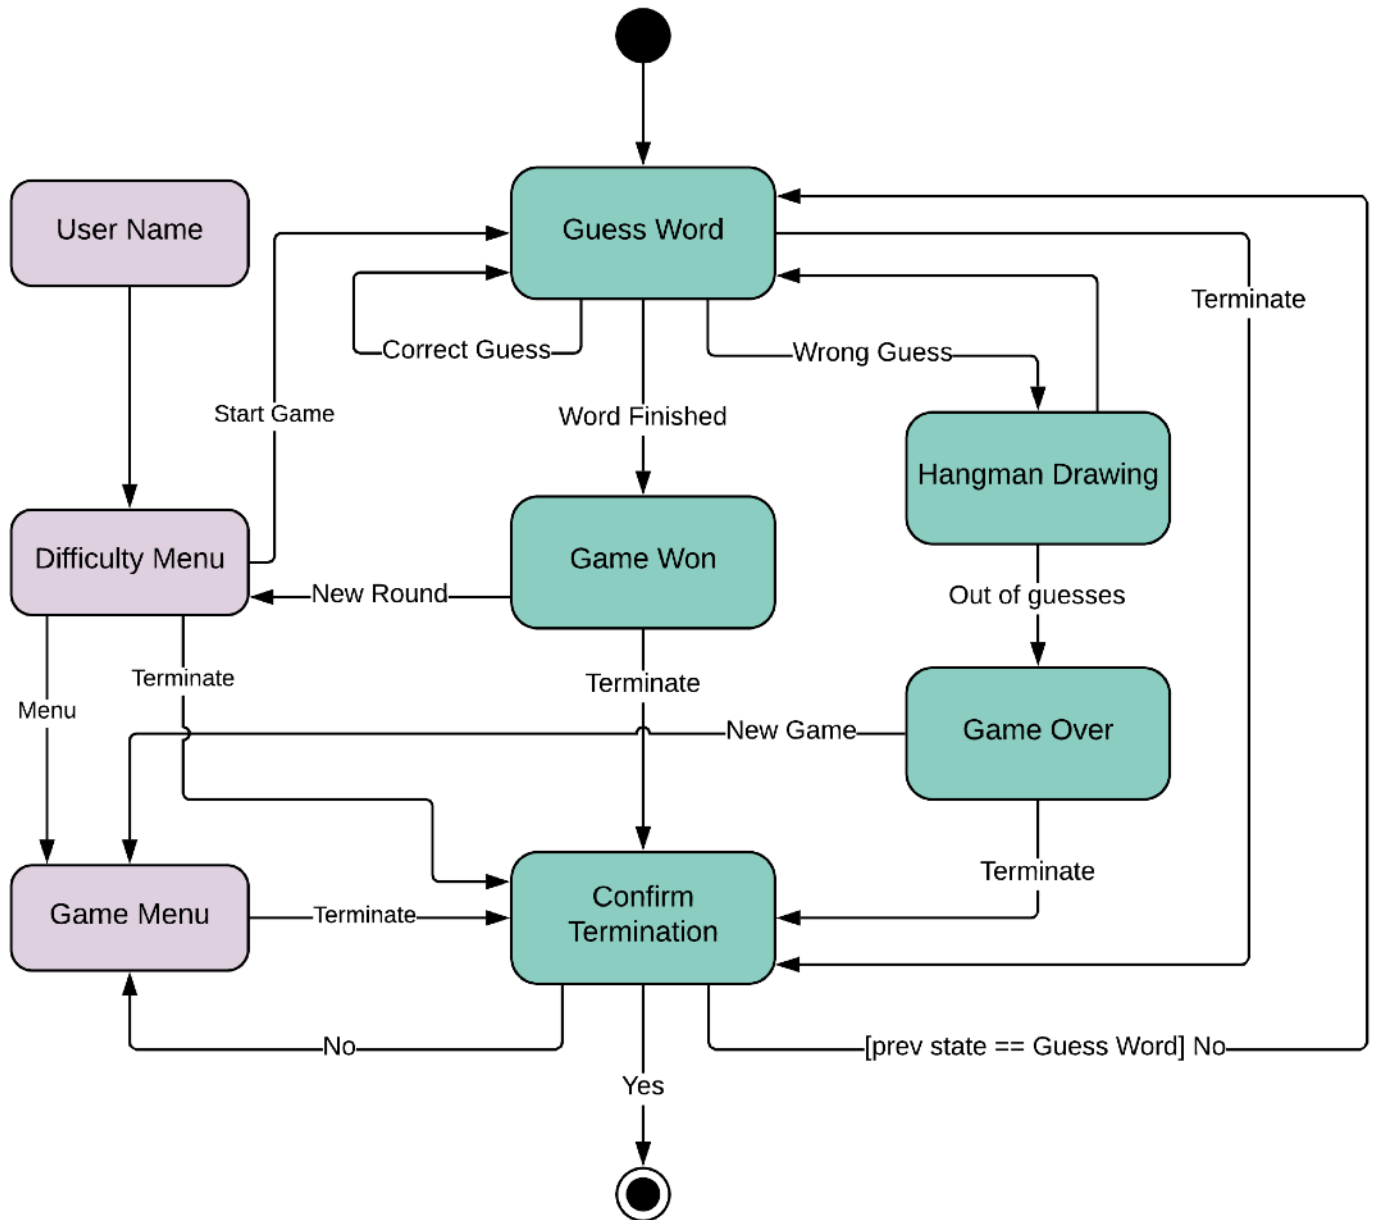 User Name
Guess Word
Terminate
Correct Guess
Wrong Guess
Start Game
Word Finished
Hangman Drawing
Difficulty Menu
Game Won
New Round
Out of guesses
Terminate
Terminate
Menu
New Game
Game Over
Terminate
Game Menu
Terminate
Confirm
Termination
No
[prev state == Guess Word] No
Yes